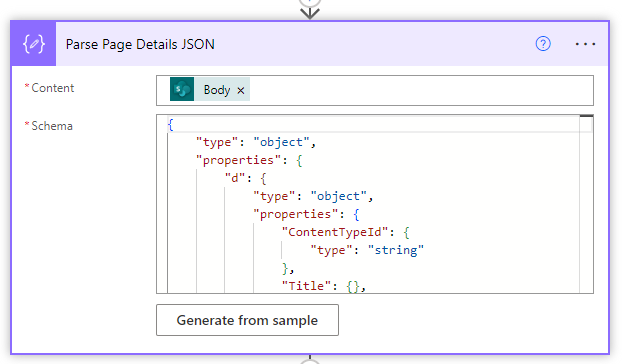 Parse Page Details JSON
* Content
Body ×
* Schema
{
"type": "object",
"properties": {
"d": {
"type": "object",
"properties": {
"ContentTypeId": {
"type": "string"
},
"Title": {},
Generate from sample